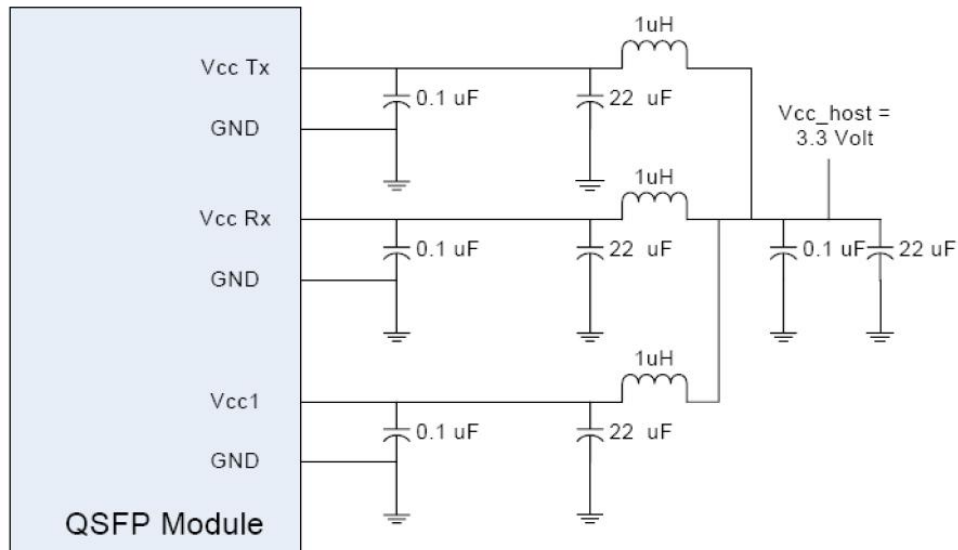 1uH
Vcc Tx
0.1 uF
22 uF
GND
Vcc_host =
3.3 Volt
1uH
Vcc Rx
0.1 uF
22 uF
0.1 uF
22 uF
GND
1uH
Vcc1
0.1 uF
22 uF
GND
QSFP Module